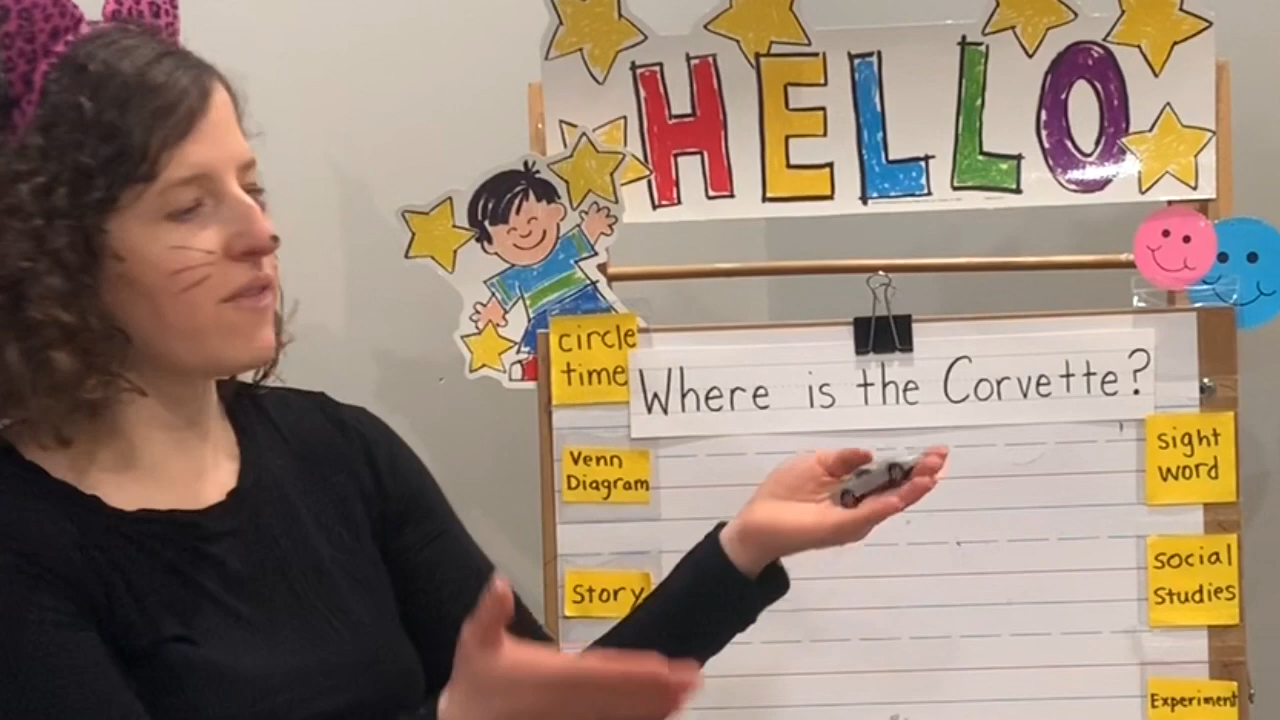 HELLO
circle
time
Where is the Corvette?
Venn
Diagram
sight
word
Story
social
Studies
Experiment